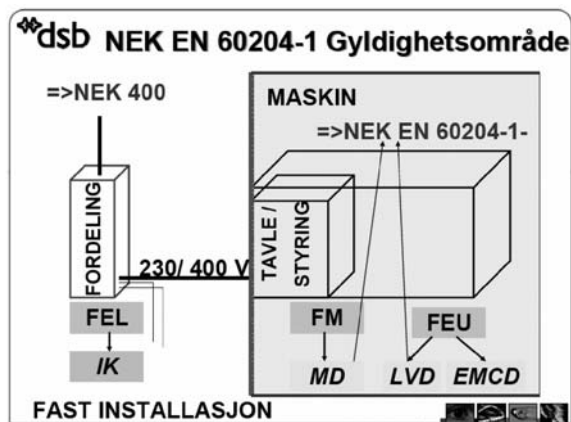 dsb NEK EN 60204-1 Gyldighetsområde
=>NEK 400
MASKIN
=>NEK EN 60204-1-
FORDELING
TAVLE /
STYRING
230/ 400 V
FEL
FM
FEU
IK
MD
LVD
EMCD
FAST INSTALLASJON